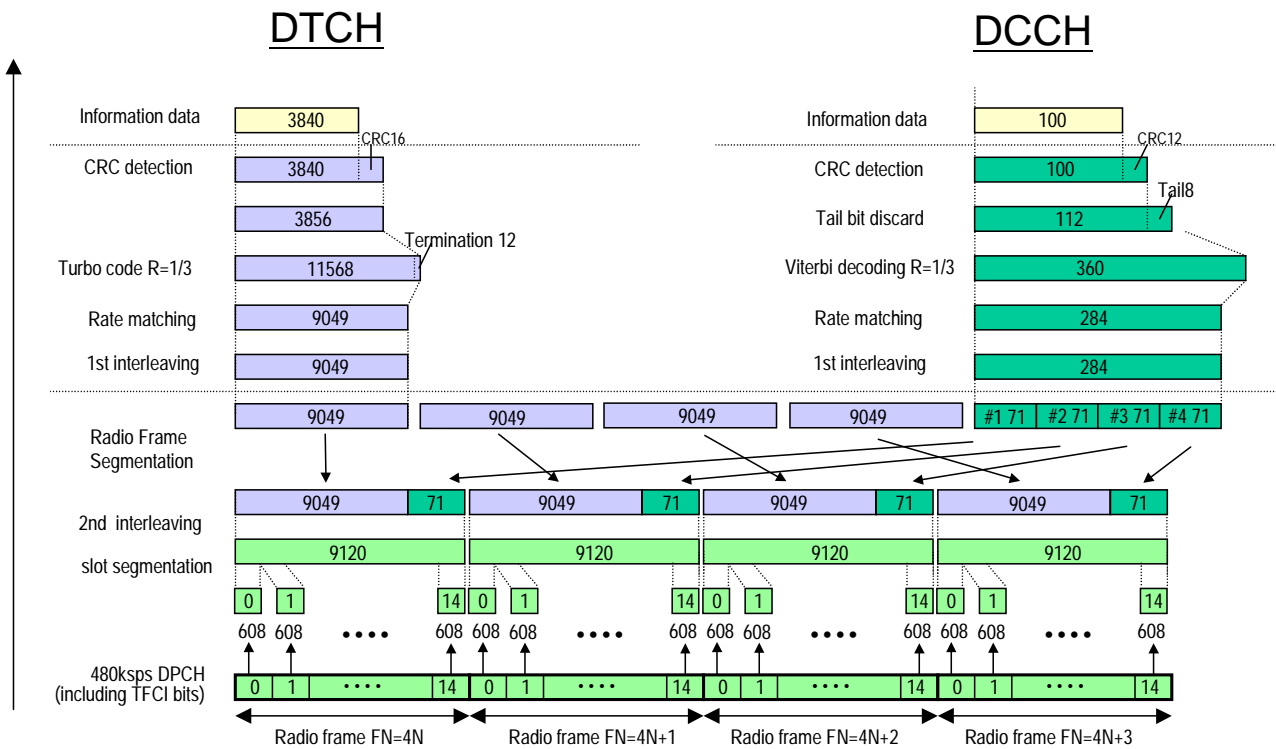 DTCH DCCH
Information data 3840 Information data 100
CRC16 CRC12
CRC detection 3840 CRC detection 100
Tail8
3856 Tail bit discard 112
Termination 12
Turbo code R=1/3 11568 Viterbi decoding R=1/3 360
Rate matching 9049 Rate matching 284
1st interleaving 9049 1st interleaving 284
9049 9049 9049 9049 #1 71 #2 71 #3 71 #4 71
Radio Frame
Segmentation
9049 71 9049 71 9049 71 9049 71
2nd interleaving
9120 9120 9120 9120
slot segmentation
0 1 14 0 1 14 0 1 14 0 1 14
608 608 •••• 608 608 608 •••• 608 608 608 •••• 608 608 608 •••• 608
480ksps DPCH
(including TFCI bits)
0 1 •••• 14 0 1 •••• 14 0 1 •••• 14 0 1 •••• 14
Radio frame FN=4N Radio frame FN=4N+1 Radio frame FN=4N+2 Radio frame FN=4N+3